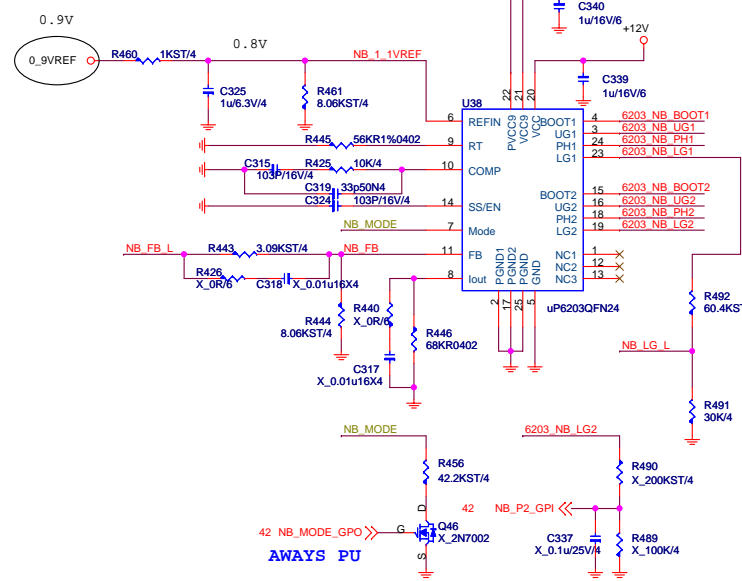 C340
1u/16V/6
0.9V
+12V
0_9VREF
R460
1KST/4
0.8V
NB_1_1VREF
C325
1u/6.3V/4
R461
8.06KST/4
C339
1u/16V/6
U38
22
21
20
6
REFIN
PVCC9
VCC9
VCC
BOOT1
4
6203_NB_BOOT1
UG1
3
6203_NB_UG1
R445
56KR1%0402
9
RT
PH1
24
6203_NB_PH1
LG1
23
6203_NB_LG1
C315
103P/16V/4
R425
10K/4
10
COMP
C319
33p50N4
C324
103P/16V/4
14
SS/EN
BOOT2
15
6203_NB_BOOT2
UG2
16
6203_NB_UG2
PH2
18
6203_NB_PH2
NB_MODE
7
Mode
LG2
19
6203_NB_LG2
NB_FB_L
R443
3.09KST/4
NB_FB
11
FB
NC1
1
NC2
12
NC3
13
R426
X_0R/6
C318
X_0.01u16X4
8
Iout
PGND1
PGND2
PGND
GND
2
17
25
5
uP6203QFN24
R444
8.06KST/4
R440
X_0R/6
R446
68KR0402
C317
X_0.01u16X4
R492
60.4KST
NB_LG_L
R491
30K/4
NB_MODE
R456
42.2KST/4
6203_NB_LG2
R490
X_200KST/4
42 NB_P2_GPI
42 NB_MODE_GPO
G
D
S
Q46
X_2N7002
AWAYS PU
C337
X_0.1u/25V/4
R489
X_100K/4